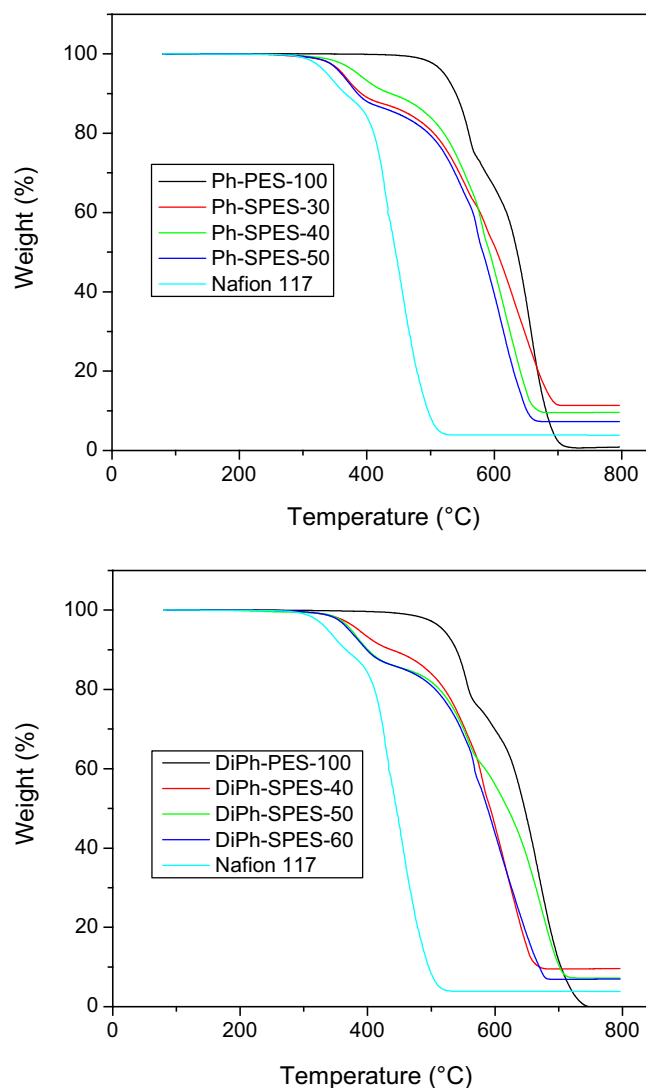 100
80
60
40
20
0
Weight (%)
Ph-PES-100
Ph-SPES-30
Ph-SPES-40
Ph-SPES-50
Nafion 117
0 200 400 600 800
Temperature (°C)
100
80
60
40
20
0
Weight (%)
DiPh-PES-100
DiPh-SPES-40
DiPh-SPES-50
DiPh-SPES-60
Nafion 117
0 200 400 600 800
Temperature (°C)